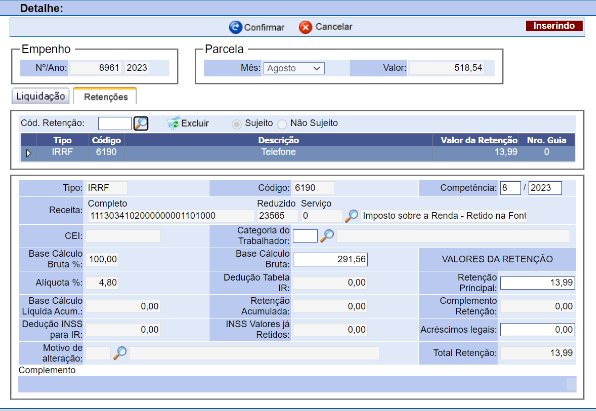 Detalhe:
Confirmar Cancelar Inserindo
Empenho Parcela
Nº/Ano: 8961 2023 Mês: Agosto Valor: 518,54
Liquidação Retenções
Cód. Retenção: Excluir Sujeito Não Sujeito
Tipo Código Descrição Valor da Retenção Nro. Guia
IRRF 6190 Telefone 13,99 0
Tipo: IRRF Código: 6190 Competência: 8 / 2023
Completo Reduzido Serviço
Receita: 1113034102000000001101000 23565 0 Imposto sobre a Renda - Retido na Font
CEI: Categoria do Trabalhador:
Base Cálculo Bruta %: 100,00 Base Cálculo Bruta: 291,56 VALORES DA RETENÇÃO
Alíquota %: 4,80 Dedução Tabela IR: 0,00 Retenção Principal: 13,99
Base Cálculo Líquida Acum.: 0,00 Retenção Acumulada: 0,00 Complemento Retenção: 0,00
Dedução INSS para IR: 0,00 INSS Valores já Retidos: 0,00 Acréscimos legais: 0,00
Motivo de alteração: Total Retenção: 13,99
Complemento